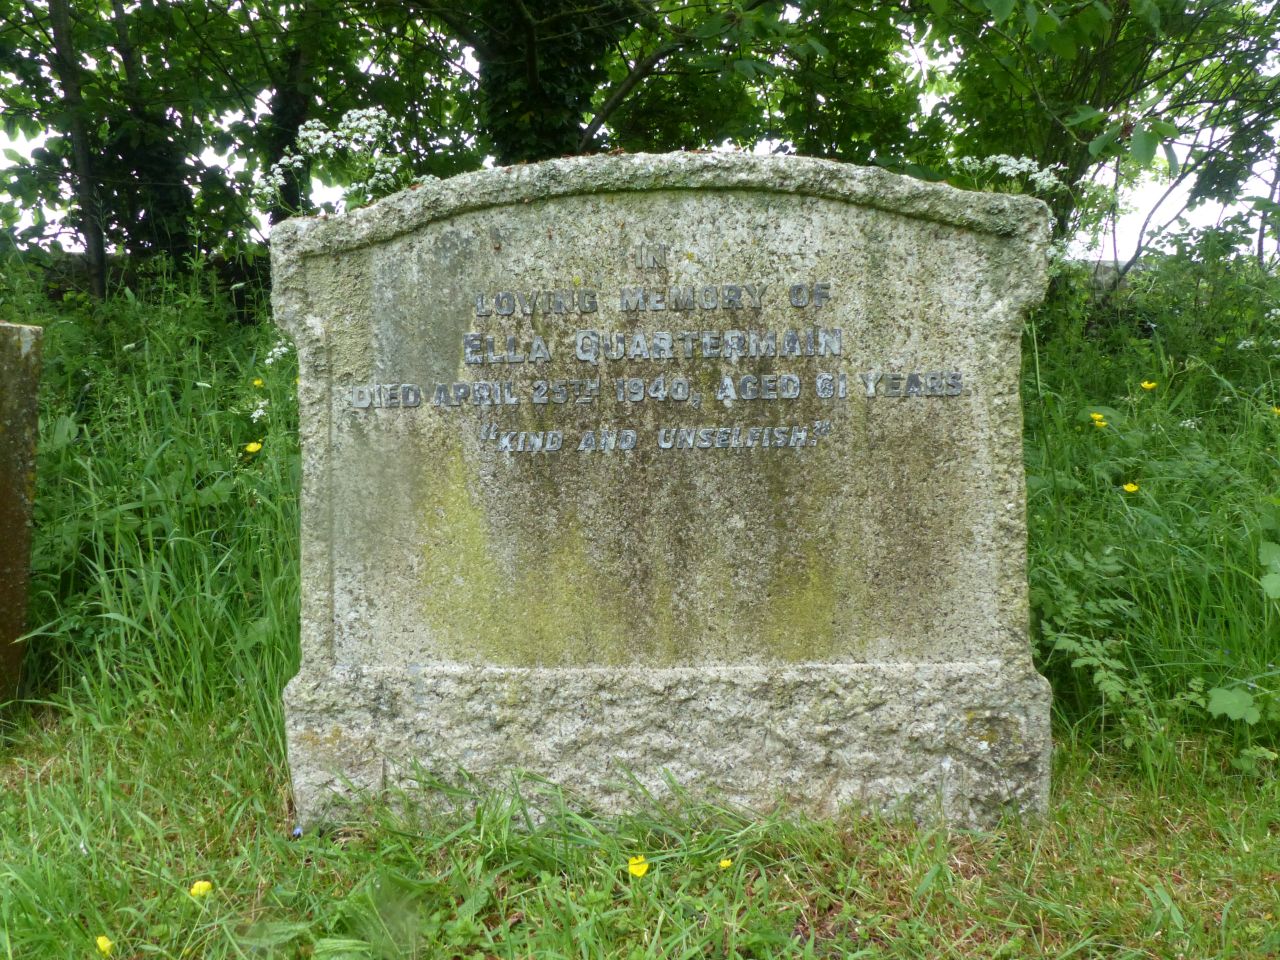 IN
LOVING MEMORY OF
ELLA QUARTERMAIN
DIED APRIL 25TH 1940, AGED 61 YEARS
"KIND AND UNSELFISH."